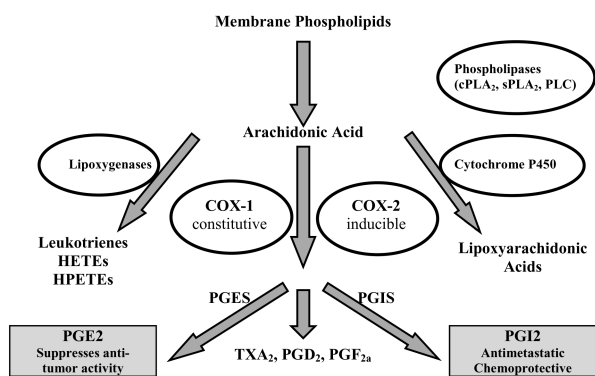 Membrane Phospholipids
Phospholipases
(cPLA₂, sPLA₂, PLC)
Arachidonic Acid
Lipoxygenases
Cytochrome P450
COX-1
constitutive
COX-2
inducible
Leukotrienes
HETEs
HPETEs
Lipoxyarachidonic
Acids
PGES
PGIS
PGE2
Suppresses anti-
tumor activity
TXA₂, PGD₂, PGF₂ₐ
PGI2
Antimetastatic
Chemoprotective